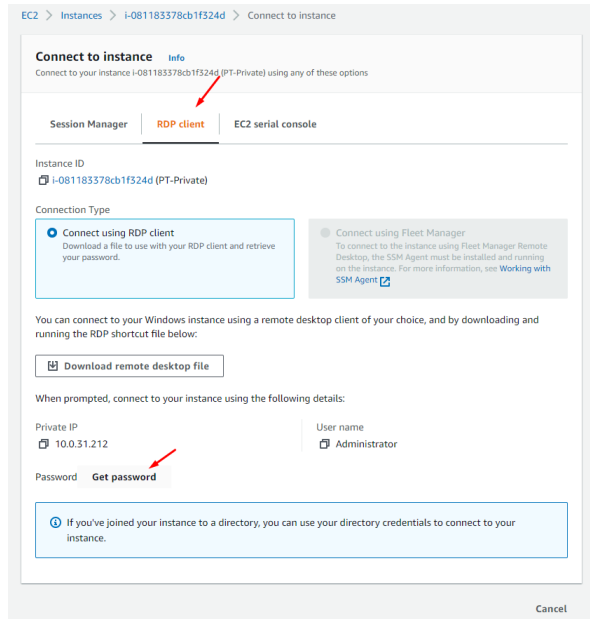 EC2 > Instances > i-081183378cb1f324d > Connect to instance
Connect to instance Info
Connect to your instance i-081183378cb1f324d (PT-Private) using any of these options
Session Manager RDP client EC2 serial console
Instance ID
i-081183378cb1f324d (PT-Private)
Connection Type
Connect using RDP client
Download a file to use with your RDP client and retrieve
your password.
Connect using Fleet Manager
To connect to the instance using Fleet Manager Remote
Desktop, the SSM Agent must be installed and running
on the instance. For more information, see Working with
SSM Agent
You can connect to your Windows instance using a remote desktop client of your choice, and by downloading and
running the RDP shortcut file below:
Download remote desktop file
When prompted, connect to your instance using the following details:
Private IP
10.0.31.212
User name
Administrator
Password Get password
If you've joined your instance to a directory, you can use your directory credentials to connect to your
instance.
Cancel